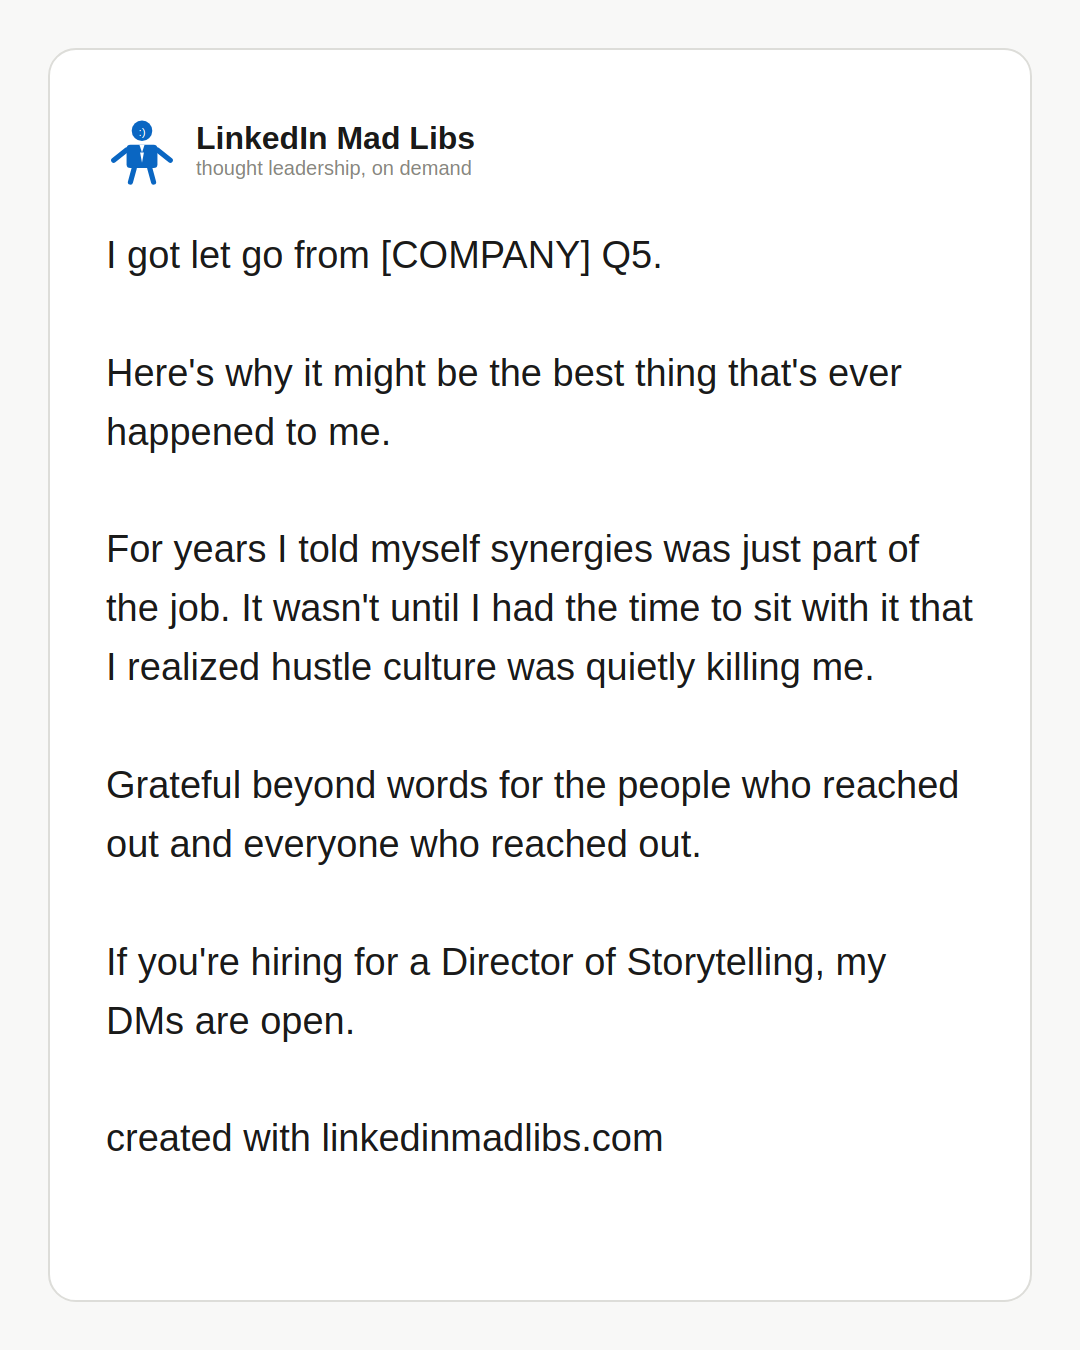 :)
LinkedIn Mad Libs
thought leadership, on demand
I got let go from [COMPANY] Q5.
Here's why it might be the best thing that's ever
happened to me.
For years I told myself synergies was just part of
the job. It wasn't until I had the time to sit with it that
I realized hustle culture was quietly killing me.
Grateful beyond words for the people who reached
out and everyone who reached out.
If you're hiring for a Director of Storytelling, my
DMs are open.
created with linkedinmadlibs.com